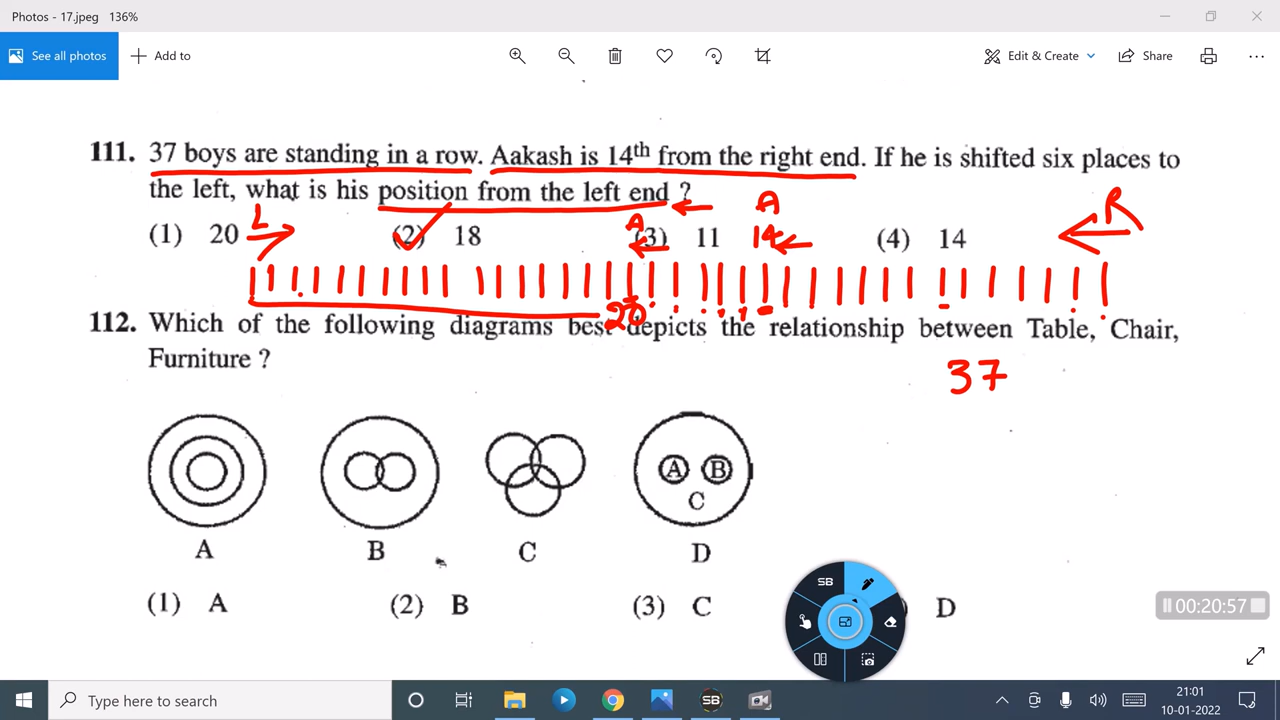 Photos - 17.jpeg 136%
See all photos
Add to
Edit & Create
Share
111. 37 boys are standing in a row. Aakash is 14th from the right end. If he is shifted six places to
the left, what is his position from the left end ?
A
A
L
R
(1) 20
(2) 18
(3) 11
14
(4) 14
20
112. Which of the following diagrams best depicts the relationship between Table, Chair,
Furniture ?
37
A B
C
A B C D
(1) A
(2) B
(3) C
D
SB
00:20:57
Type here to search
SB
21:01
10-01-2022